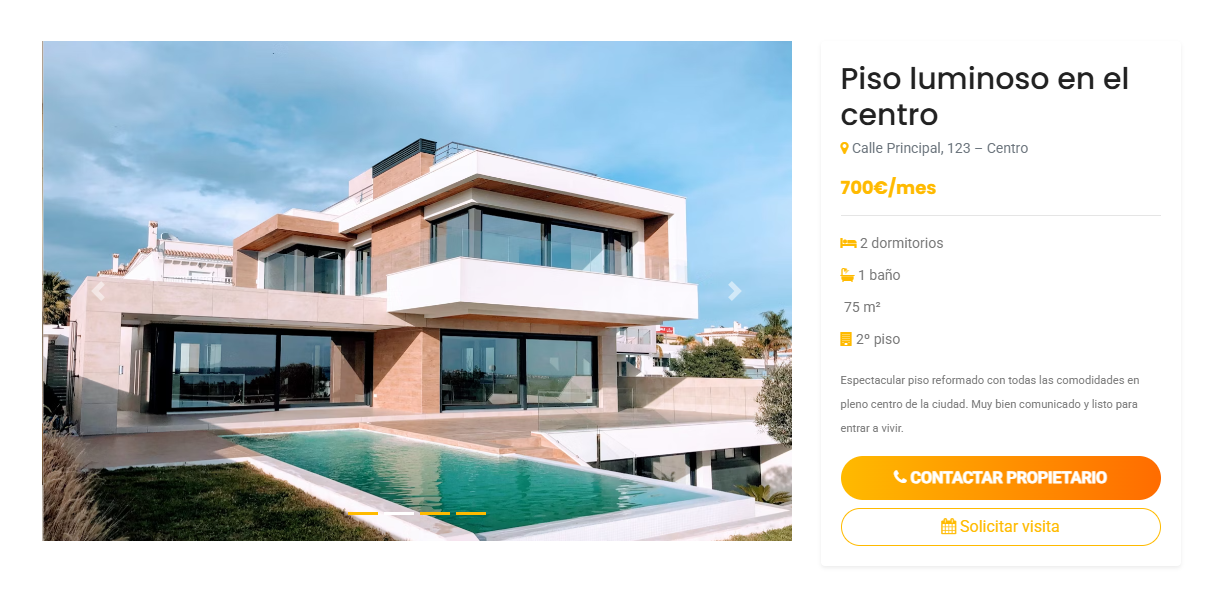 Piso luminoso en el
centro
Calle Principal, 123 – Centro
700€/mes
2 dormitorios
1 baño
75 m²
2º piso
Espectacular piso reformado con todas las comodidades en
pleno centro de la ciudad. Muy bien comunicado y listo para
entrar a vivir.
CONTACTAR PROPIETARIO
Solicitar visita